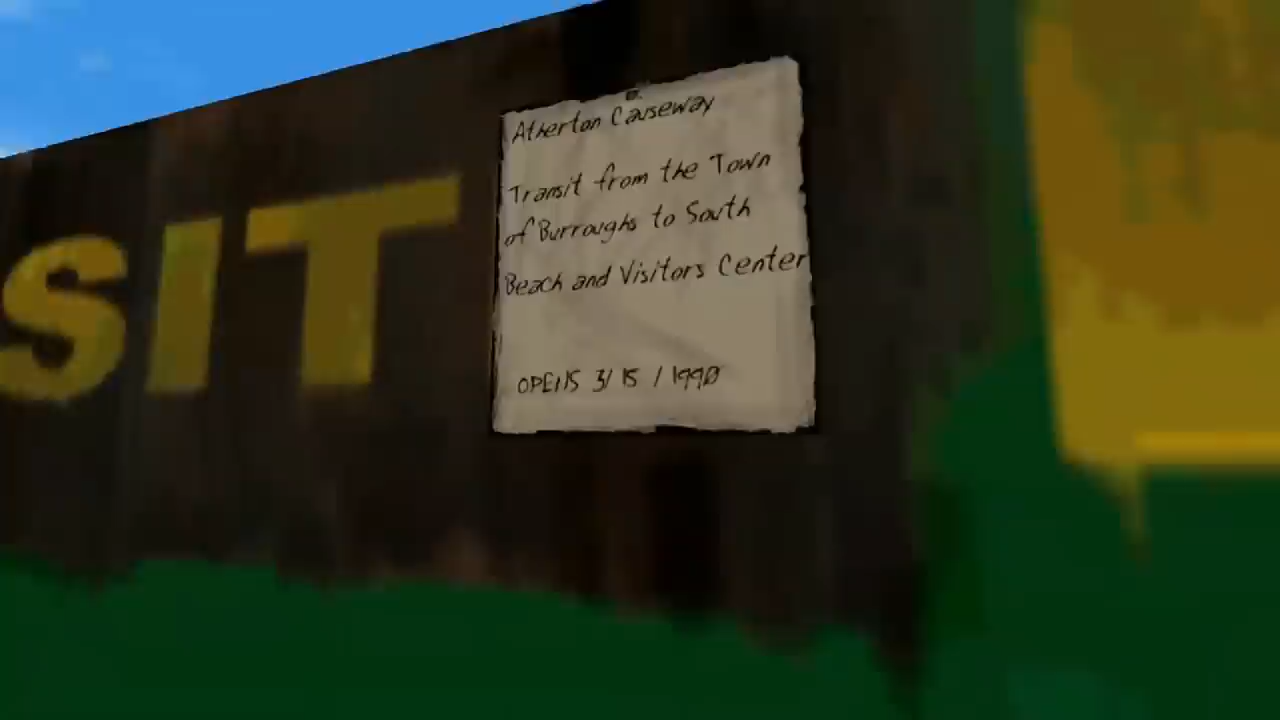 SIT
Atherton Causeway
Transit from the Town
of Burroughs to South
Beach and Visitors Center
OPENS 3/15/1990